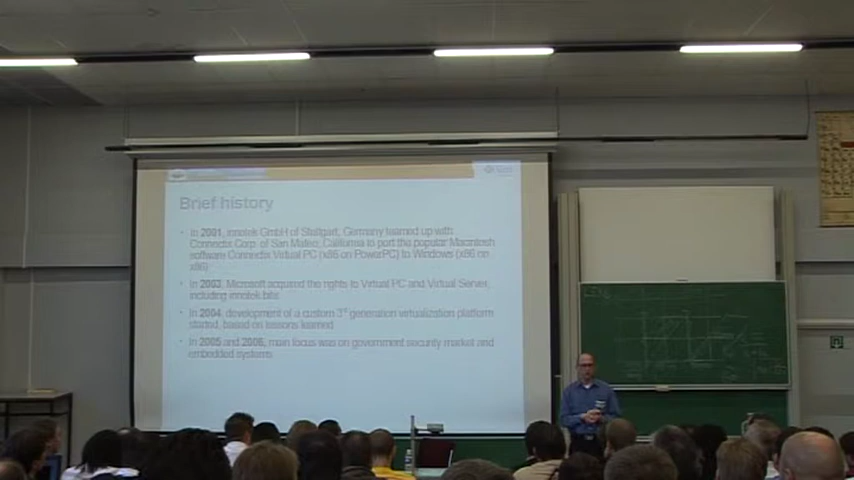 Brief history
In 2001, innotek GmbH of Stuttgart, Germany teamed up with
Connectix Corp. of San Mateo, California to port the popular Macintosh
software Connectix Virtual PC (x86 on PowerPC) to Windows (x86 on
x86)
In 2003, Microsoft acquired the rights to Virtual PC and Virtual Server,
including innotek bits
In 2004, development of a custom 3rd generation virtualization platform
started, based on lessons learned
In 2005 and 2006, main focus was on government security market and
embedded systems